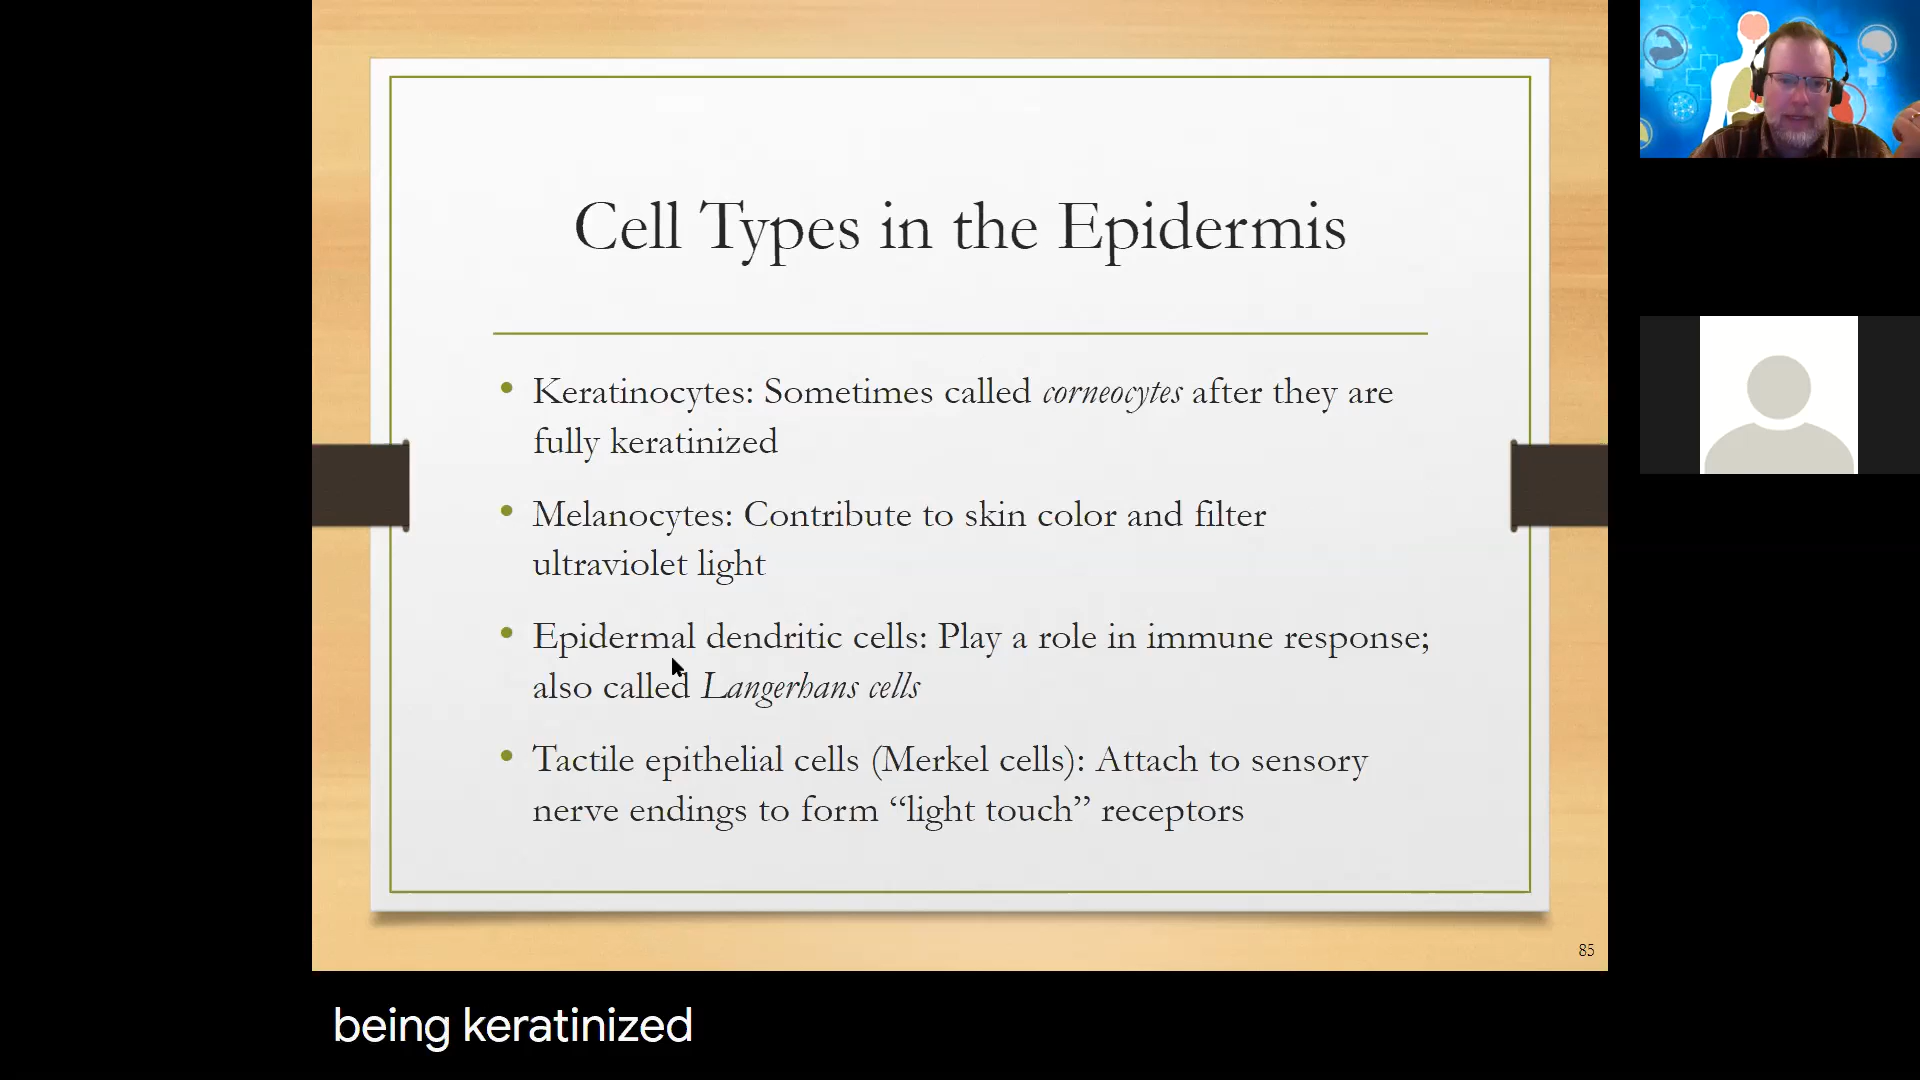 Cell Types in the Epidermis
• Keratinocytes: Sometimes called corneocytes after they are
fully keratinized
• Melanocytes: Contribute to skin color and filter
ultraviolet light
• Epidermal dendritic cells: Play a role in immune response;
also called Langerhans cells
• Tactile epithelial cells (Merkel cells): Attach to sensory
nerve endings to form “light touch” receptors
85
being keratinized